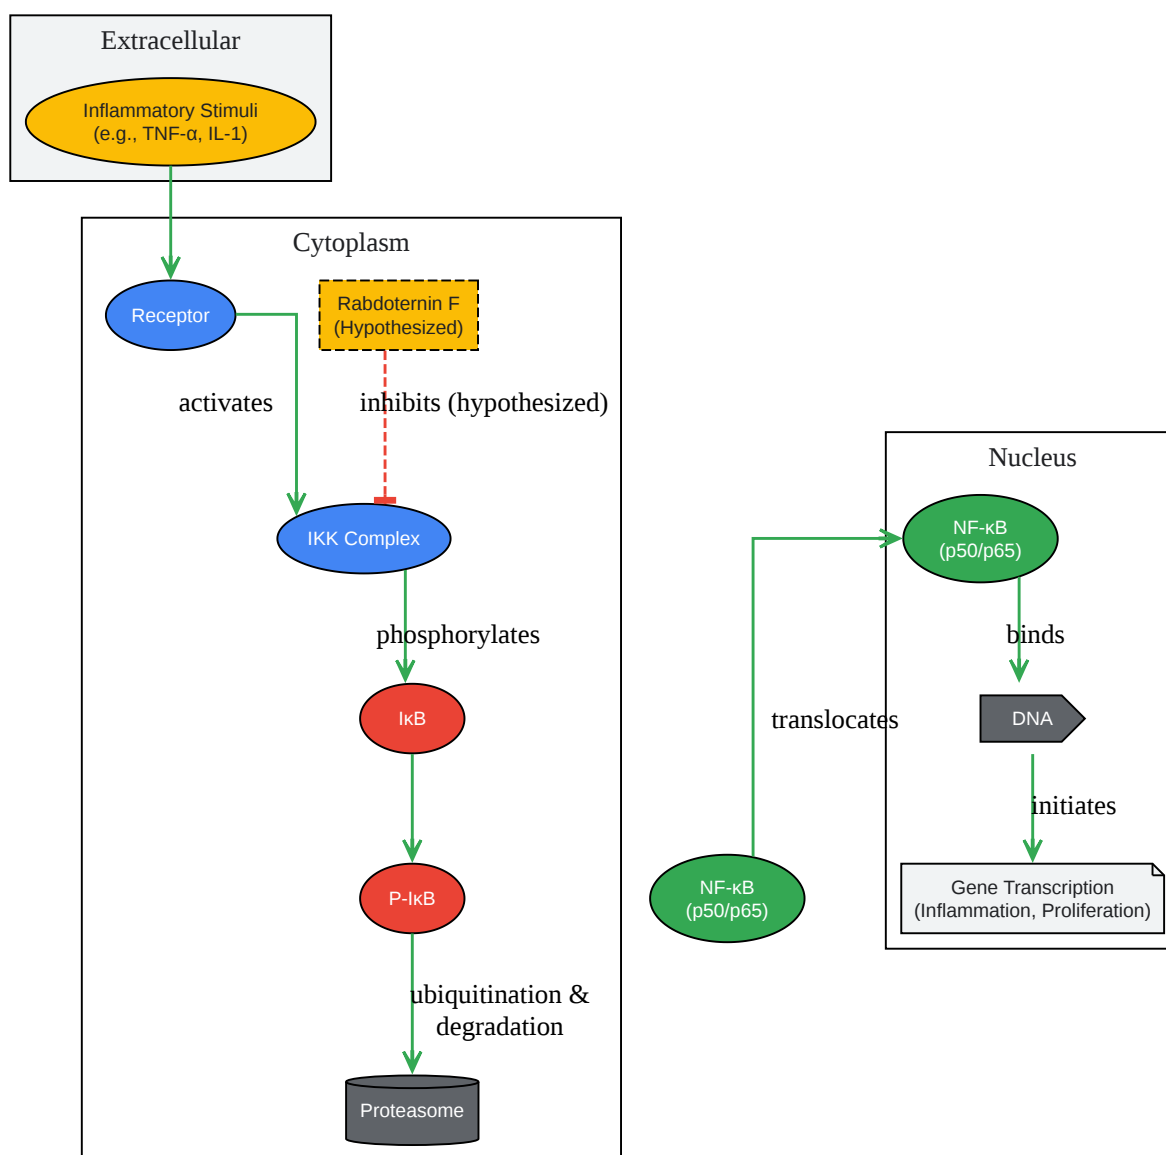 Extracellular
Inflammatory Stimuli
(e.g., TNF-α, IL-1)
Cytoplasm
Receptor
Rabdoternin F
(Hypothesized)
activates
inhibits (hypothesized)
IKK Complex
phosphorylates
IκB
P-IκB
ubiquitination &
degradation
Proteasome
NF-κB
(p50/p65)
translocates
Nucleus
NF-κB
(p50/p65)
binds
DNA
initiates
Gene Transcription
(Inflammation, Proliferation)